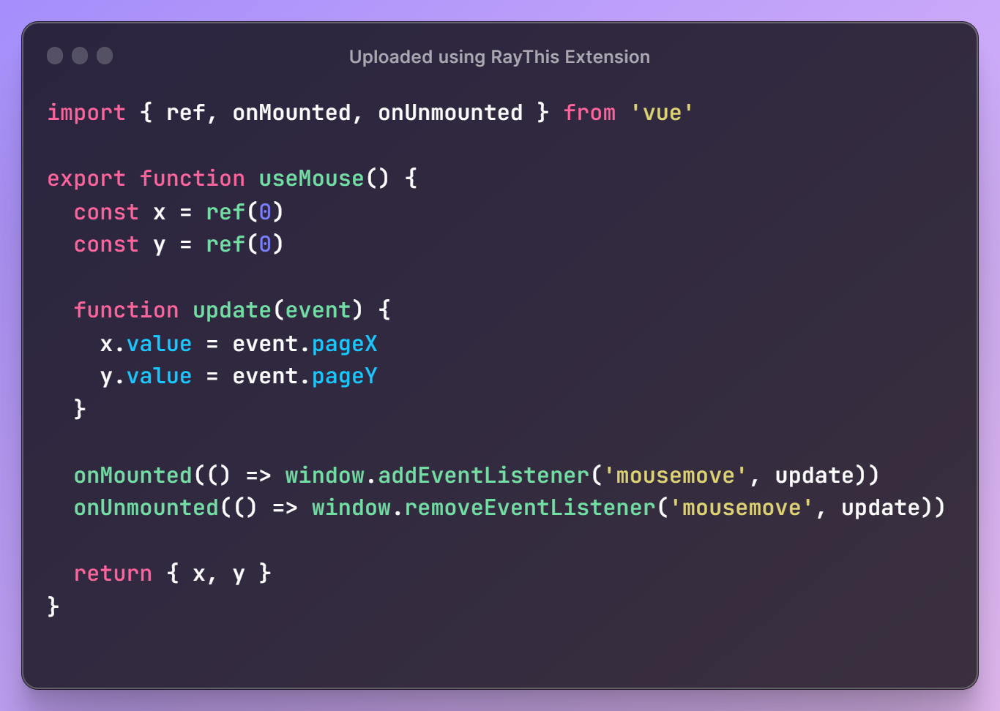 Uploaded using RayThis Extension
import { ref, onMounted, onUnmounted } from 'vue'
export function useMouse() {
  const x = ref(0)
  const y = ref(0)
  function update(event) {
    x.value = event.pageX
    y.value = event.pageY
  }
  onMounted(() => window.addEventListener('mousemove', update))
  onUnmounted(() => window.removeEventListener('mousemove', update))
  return { x, y }
}